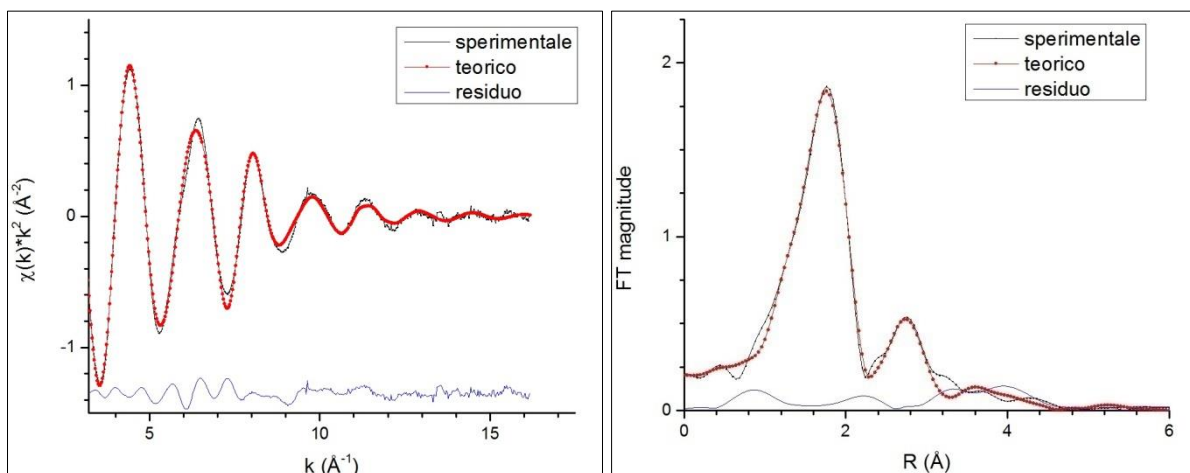 sperimentale
teorico
residuo
1
0
-1
χ(k)*K² (Å⁻²)
5
10
15
k (Å⁻¹)
sperimentale
teorico
residuo
2
1
0
FT magnitude
0
2
4
6
R (Å)